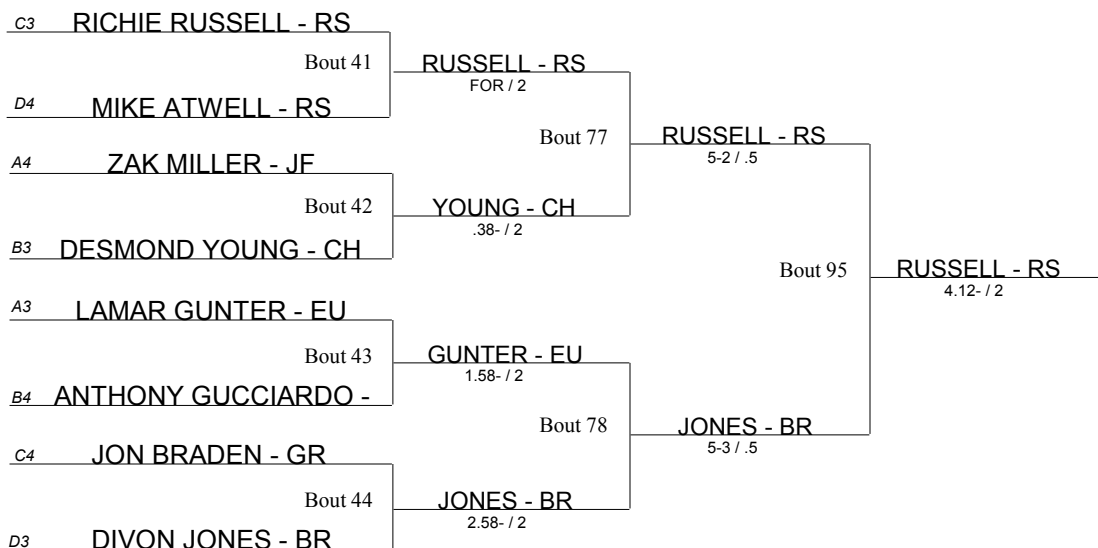 C3 RICHIE RUSSELL - RS
Bout 41
RUSSELL - RS
FOR / 2
D4 MIKE ATWELL - RS
Bout 77
RUSSELL - RS
5-2 / .5
A4 ZAK MILLER - JF
Bout 42
YOUNG - CH
.38- / 2
B3 DESMOND YOUNG - CH
Bout 95
RUSSELL - RS
4.12- / 2
A3 LAMAR GUNTER - EU
Bout 43
GUNTER - EU
1.58- / 2
B4 ANTHONY GUCCIARDO -
Bout 78
JONES - BR
5-3 / .5
C4 JON BRADEN - GR
Bout 44
JONES - BR
2.58- / 2
D3 DIVON JONES - BR